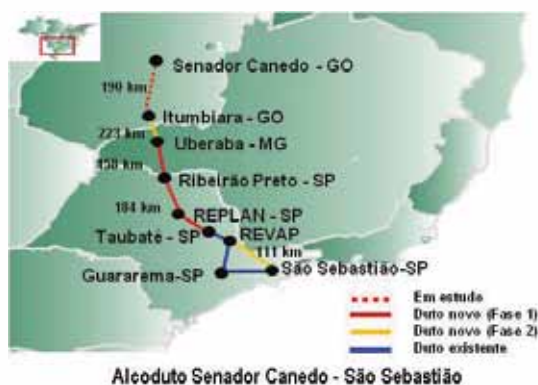 Senador Canedo - GO
190 km
Itumbiara - GO
223 km
Uberaba - MG
150 km
Ribeirão Preto - SP
184 km
REPLAN - SP
Taubaté - SP
REVAP
111 km
Guararema-SP
São Sebastião-SP
Em estudo
Duto novo (Fase 1)
Duto novo (Fase 2)
Duto existente
Alcoduto Senador Canedo - São Sebastião